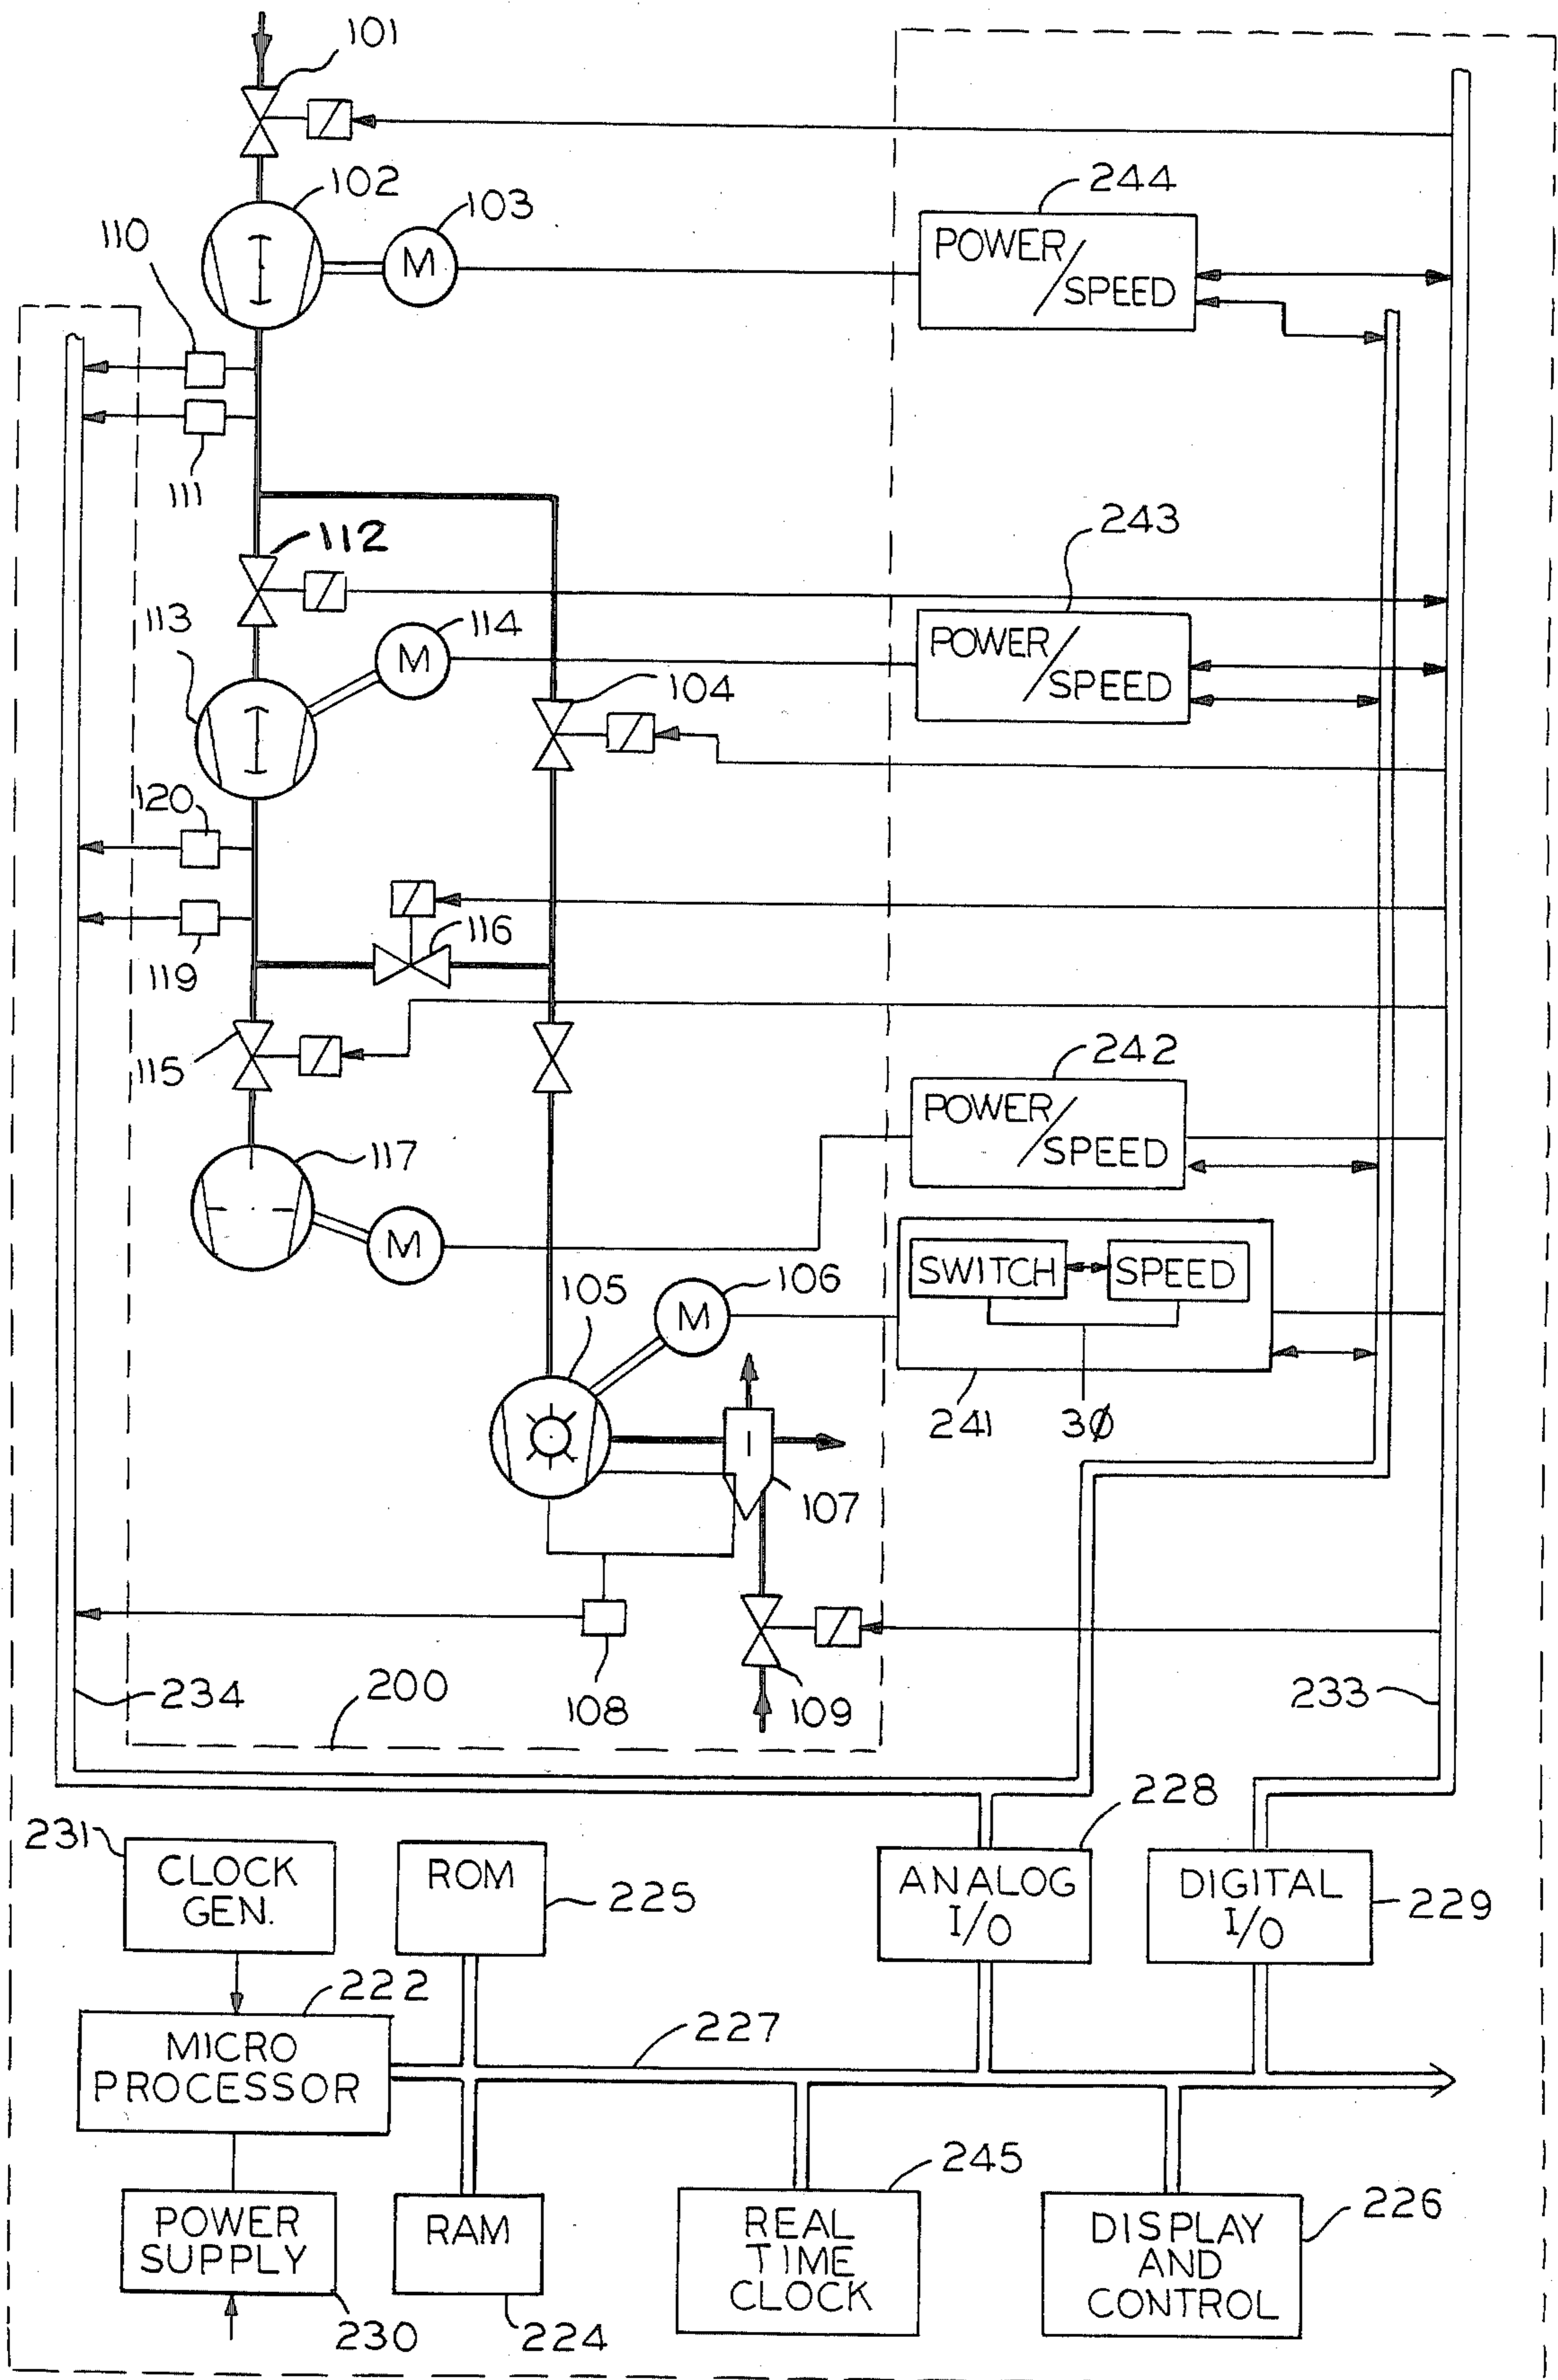 101
102
103
M
110
244
POWER
/SPEED
111
112
243
113
114
M
POWER
/SPEED
104
120
116
119
115
242
POWER
/SPEED
117
M
SWITCH
SPEED
105
106
M
241
3Ø
I
107
234
200
108
109
233
228
231
CLOCK
GEN.
ROM
225
ANALOG
I/O
DIGITAL
I/O
229
222
MICRO
PROCESSOR
227
245
POWER
SUPPLY
RAM
REAL
TIME
CLOCK
DISPLAY
AND
CONTROL
226
230
224